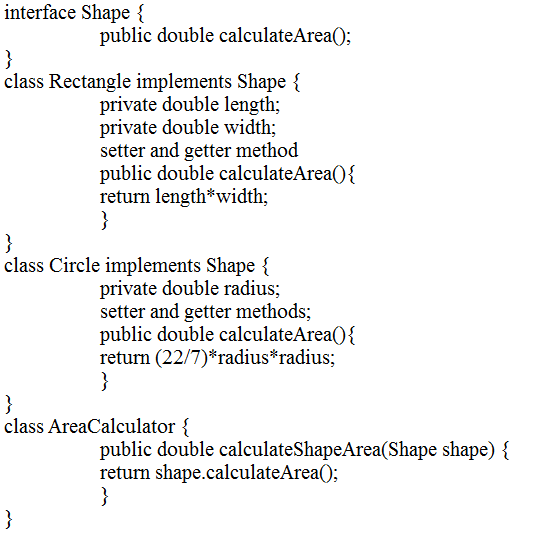 interface Shape {
public double calculateArea();
}
class Rectangle implements Shape {
private double length;
private double width;
setter and getter method
public double calculateArea(){
return length*width;
}
}
class Circle implements Shape {
private double radius;
setter and getter methods;
public double calculateArea(){
return (22/7)*radius*radius;
}
}
class AreaCalculator {
public double calculateShapeArea(Shape shape) {
return shape.calculateArea();
}
}